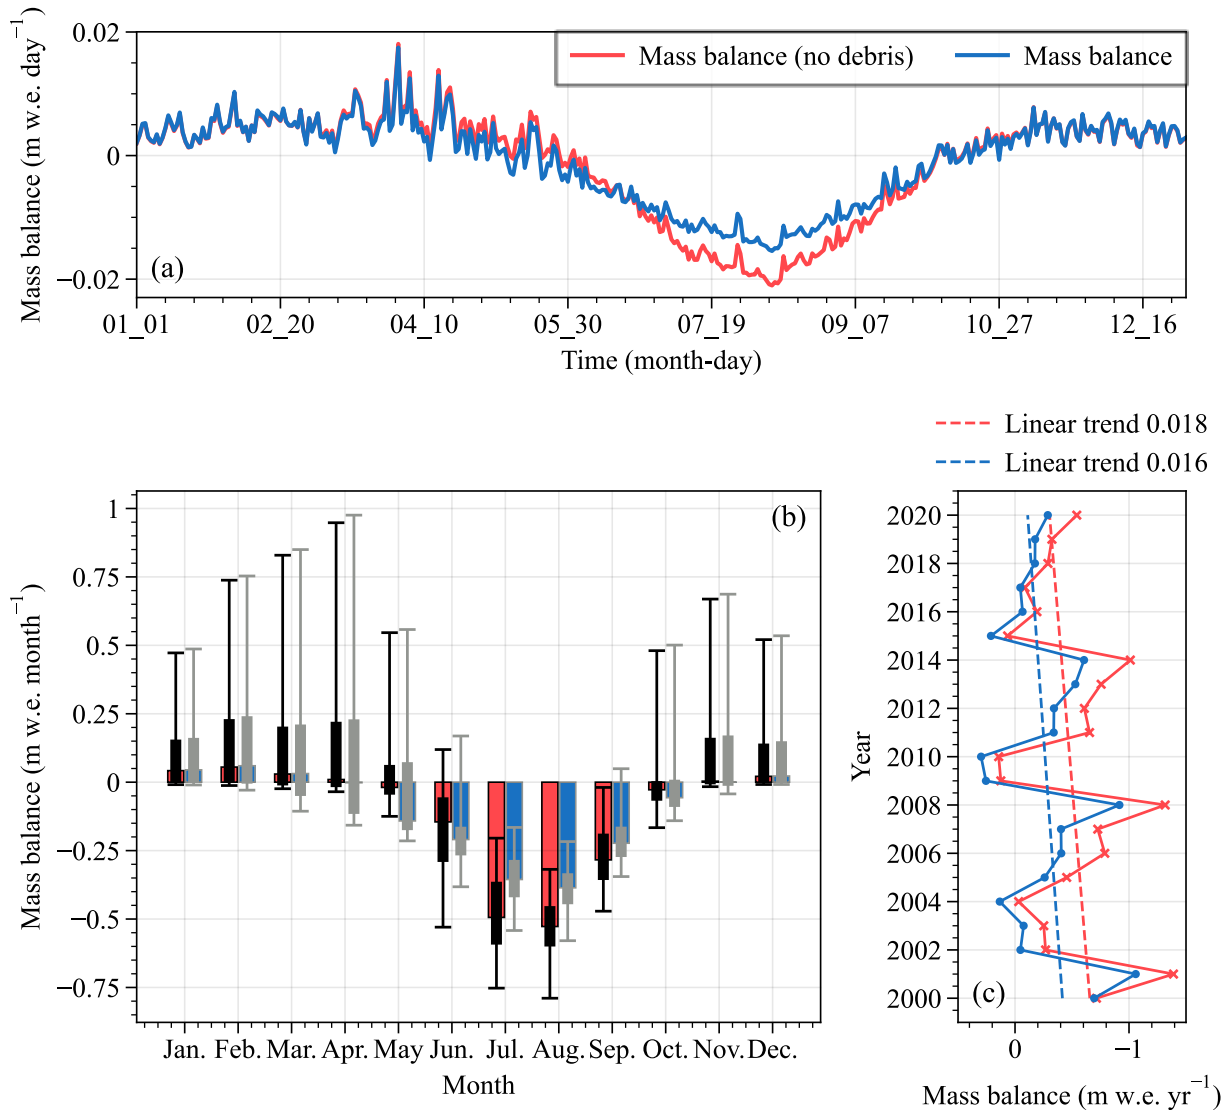 Mass balance (m w.e. day⁻¹)
0.02
0
−0.02
Mass balance (no debris)
Mass balance
(a)
01_01
02_20
04_10
05_30
07_19
09_07
10_27
12_16
Time (month-day)
Linear trend 0.018
Linear trend 0.016
Mass balance (m w.e. month⁻¹)
1
0.75
0.5
0.25
0
−0.25
−0.5
−0.75
(b)
Jan.
Feb.
Mar.
Apr.
May
Jun.
Jul.
Aug.
Sep.
Oct.
Nov.
Dec.
Month
Year
2020
2018
2016
2014
2012
2010
2008
2006
2004
2002
2000
(c)
0
−1
Mass balance (m w.e. yr⁻¹)